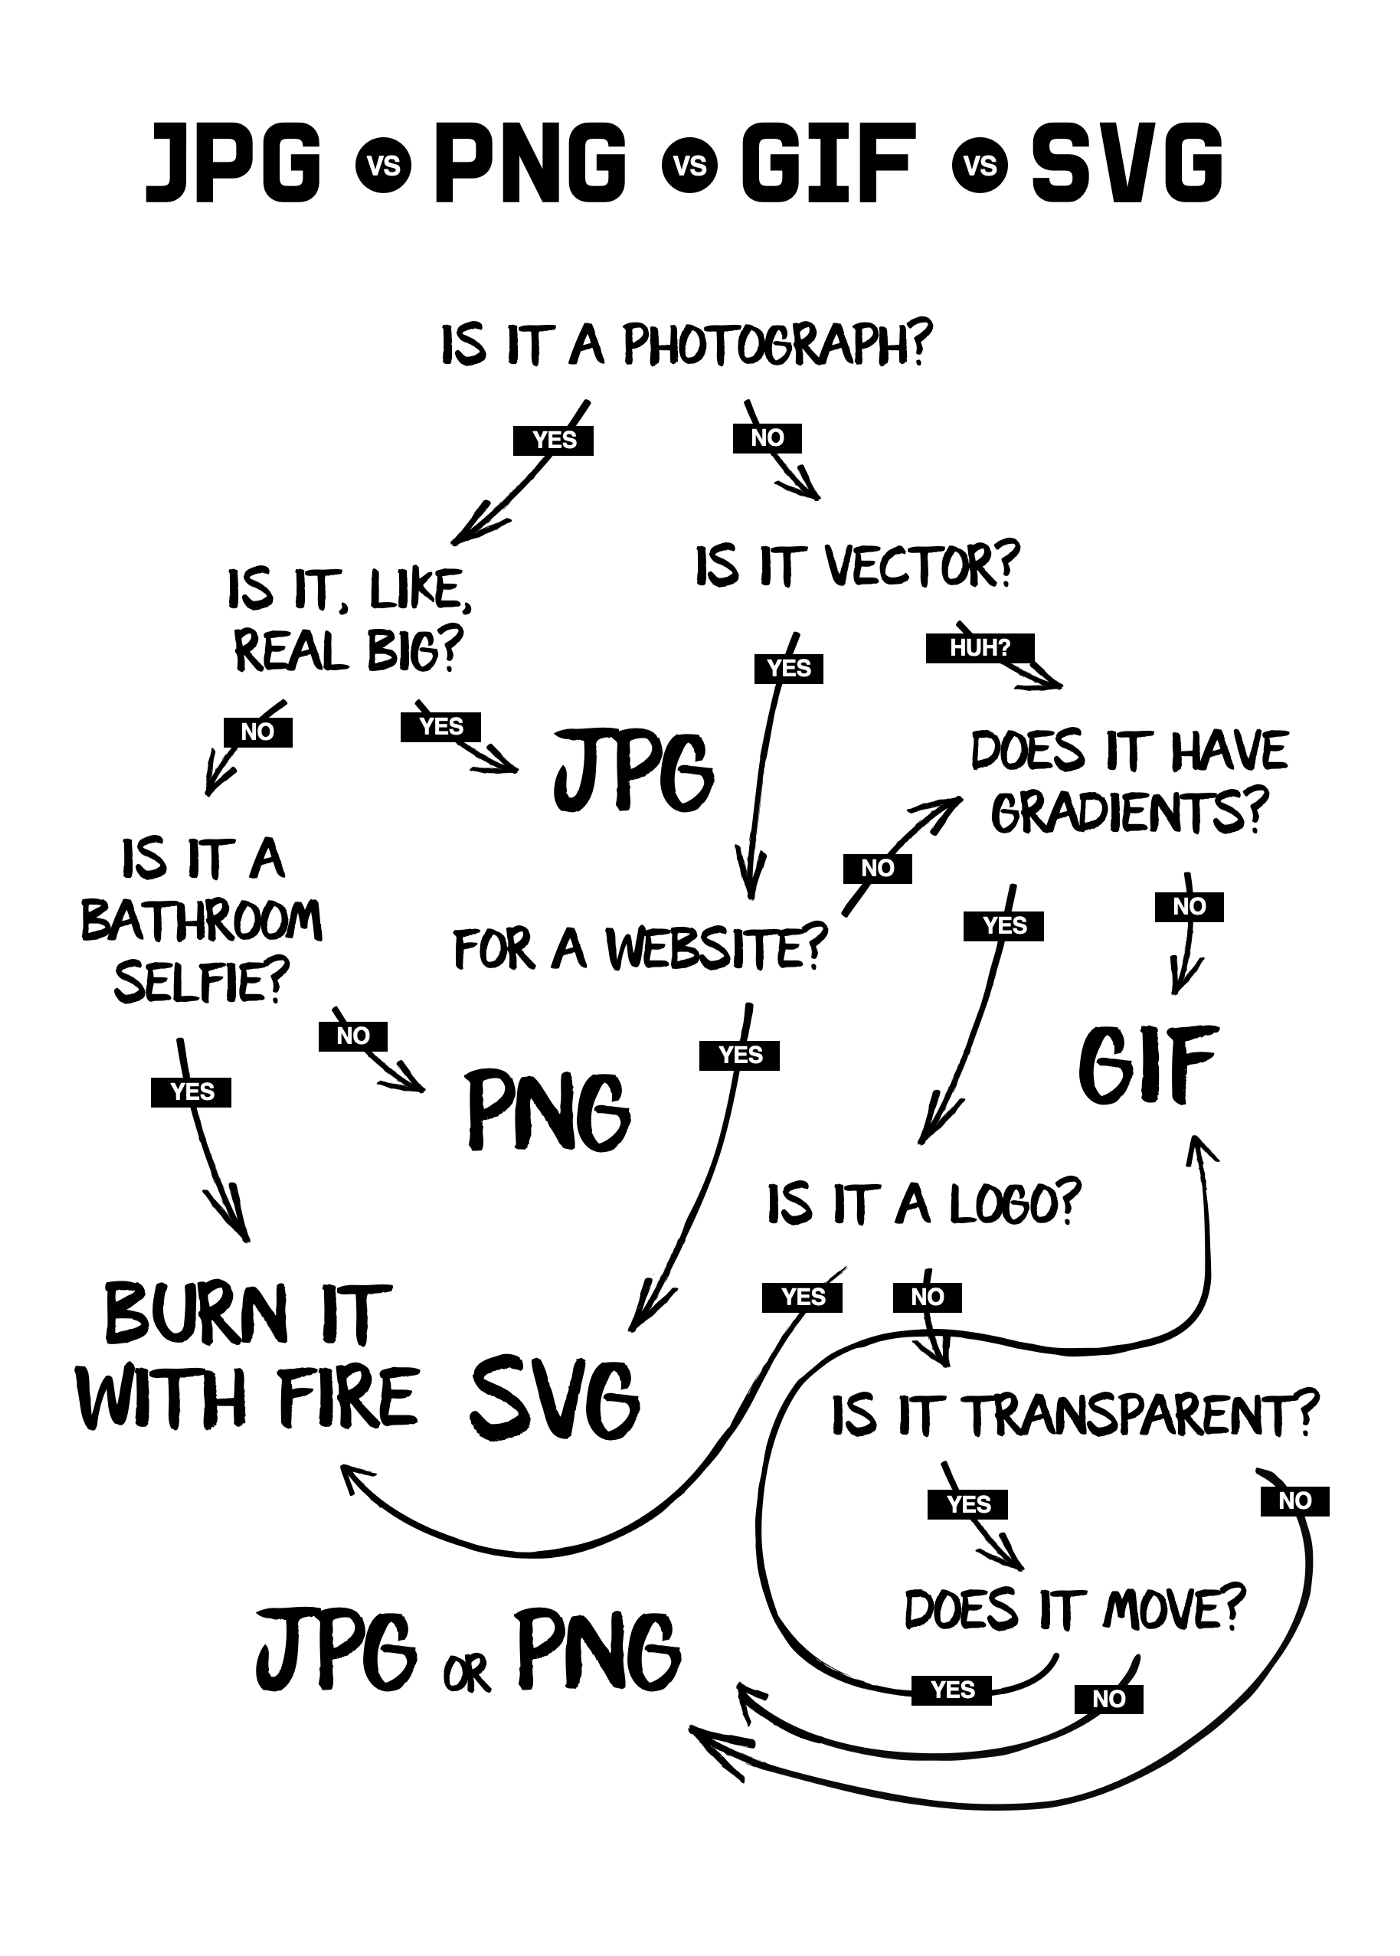 JPG VS PNG VS GIF VS SVG
IS IT A PHOTOGRAPH?
YES
NO
IS IT, LIKE,
REAL BIG?
IS IT VECTOR?
NO
YES
YES
HUH?
JPG
DOES IT HAVE
GRADIENTS?
IS IT A
BATHROOM
SELFIE?
FOR A WEBSITE?
NO
YES
NO
YES
NO
YES
PNG
GIF
IS IT A LOGO?
YES
NO
BURN IT
WITH FIRE
SVG
IS IT TRANSPARENT?
YES
NO
DOES IT MOVE?
YES
NO
JPG OR PNG